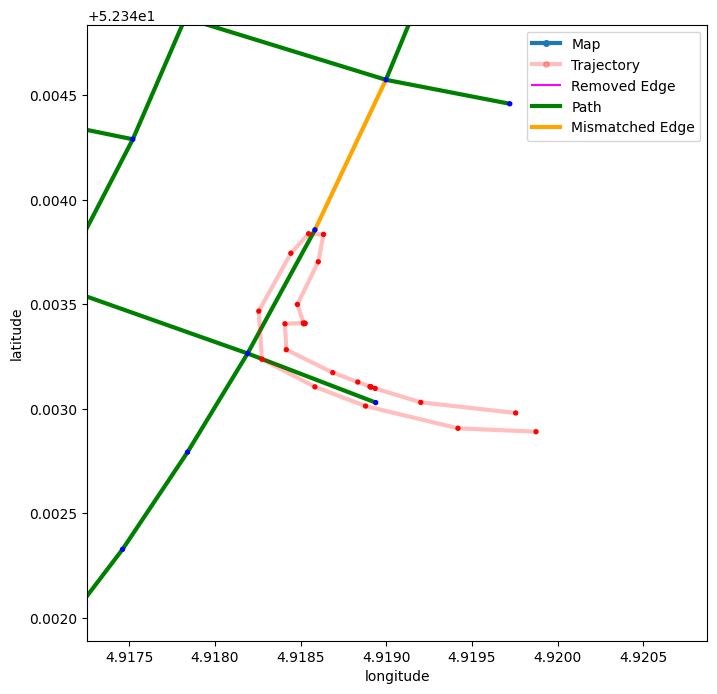 +5.234e1
Map
Trajectory
Removed Edge
Path
Mismatched Edge
0.0045
0.0040
0.0035
0.0030
0.0025
0.0020
latitude
4.9175 4.9180 4.9185 4.9190 4.9195 4.9200 4.9205
longitude